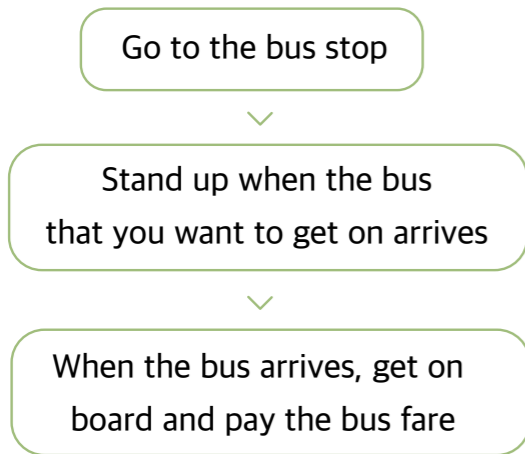 Go to the bus stop
Stand up when the bus
that you want to get on arrives
When the bus arrives, get on
board and pay the bus fare